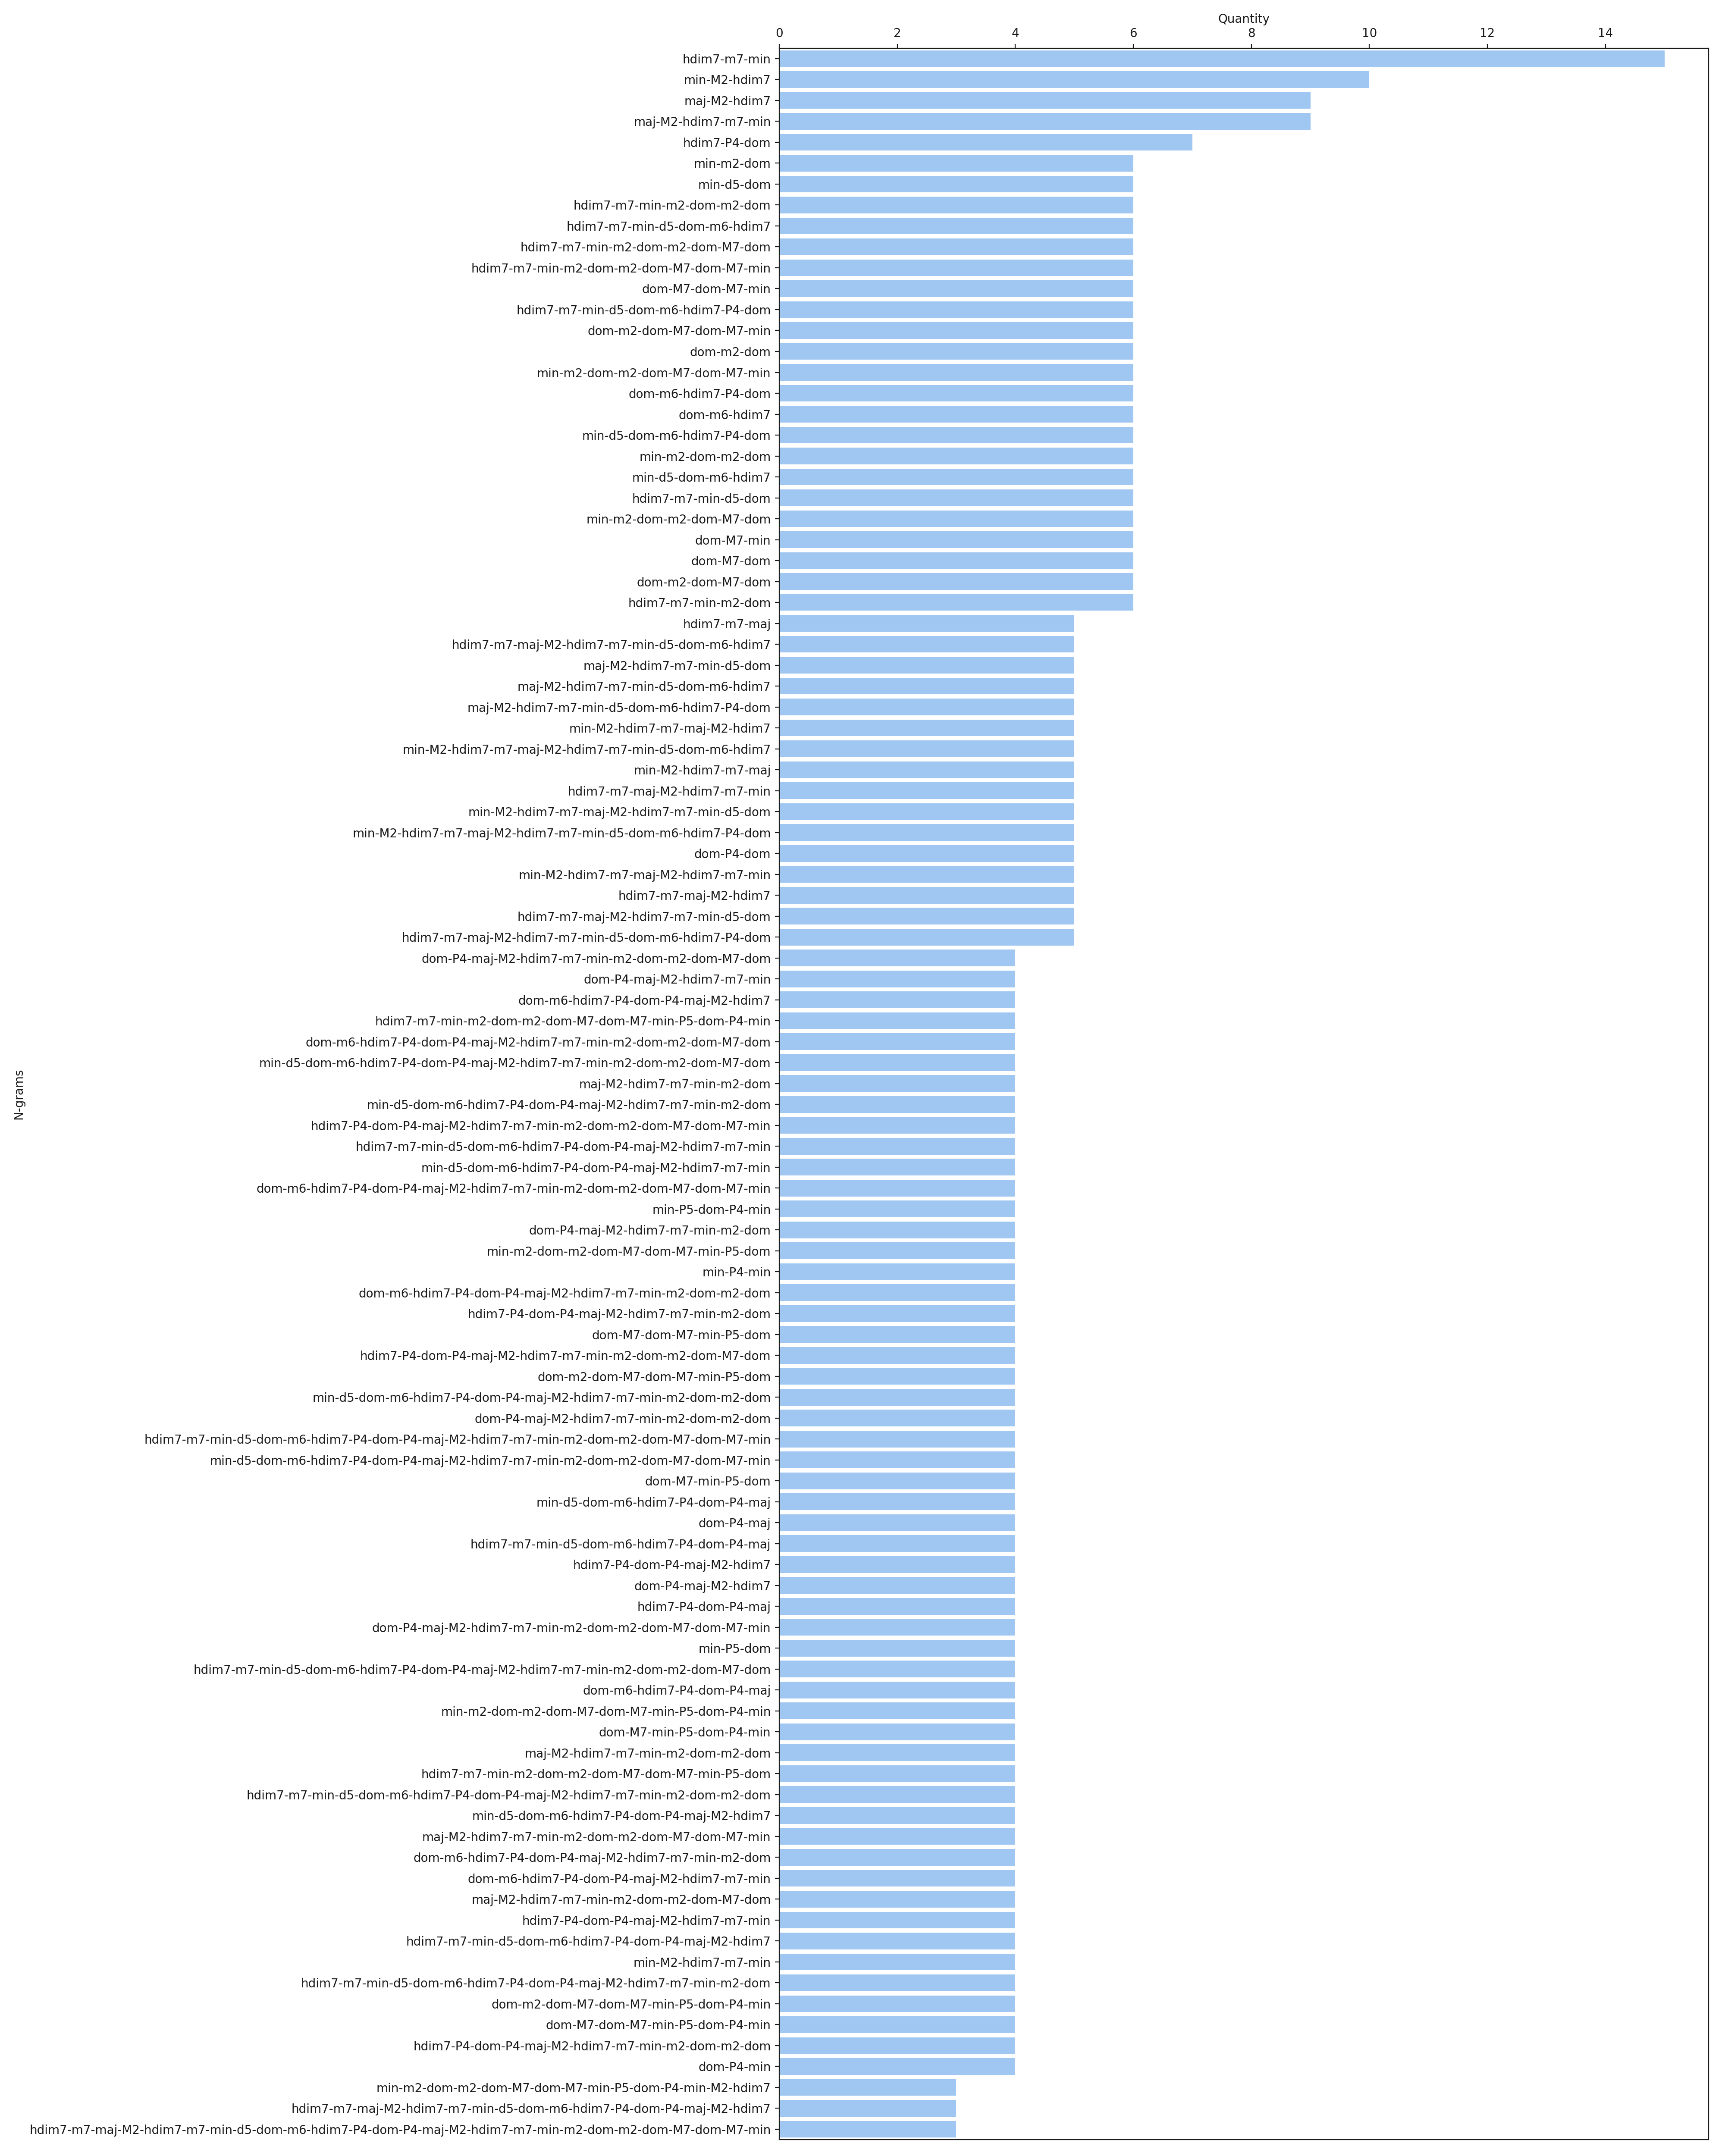 Quantity
0 2 4 6 8 10 12 14
hdim7-m7-min
min-M2-hdim7
maj-M2-hdim7
maj-M2-hdim7-m7-min
hdim7-P4-dom
min-m2-dom
min-d5-dom
hdim7-m7-min-m2-dom-m2-dom
hdim7-m7-min-d5-dom-m6-hdim7
hdim7-m7-min-m2-dom-m2-dom-M7-dom
hdim7-m7-min-m2-dom-m2-dom-M7-dom-M7-min
dom-M7-dom-M7-min
hdim7-m7-min-d5-dom-m6-hdim7-P4-dom
dom-m2-dom-M7-dom-M7-min
dom-m2-dom
min-m2-dom-m2-dom-M7-dom-M7-min
dom-m6-hdim7-P4-dom
dom-m6-hdim7
min-d5-dom-m6-hdim7-P4-dom
min-m2-dom-m2-dom
min-d5-dom-m6-hdim7
hdim7-m7-min-d5-dom
min-m2-dom-m2-dom-M7-dom
dom-M7-min
dom-M7-dom
dom-m2-dom-M7-dom
hdim7-m7-min-m2-dom
hdim7-m7-maj
hdim7-m7-maj-M2-hdim7-m7-min-d5-dom-m6-hdim7
maj-M2-hdim7-m7-min-d5-dom
maj-M2-hdim7-m7-min-d5-dom-m6-hdim7
maj-M2-hdim7-m7-min-d5-dom-m6-hdim7-P4-dom
min-M2-hdim7-m7-maj-M2-hdim7
min-M2-hdim7-m7-maj-M2-hdim7-m7-min-d5-dom-m6-hdim7
min-M2-hdim7-m7-maj
hdim7-m7-maj-M2-hdim7-m7-min
min-M2-hdim7-m7-maj-M2-hdim7-m7-min-d5-dom
min-M2-hdim7-m7-maj-M2-hdim7-m7-min-d5-dom-m6-hdim7-P4-dom
dom-P4-dom
min-M2-hdim7-m7-maj-M2-hdim7-m7-min
hdim7-m7-maj-M2-hdim7
hdim7-m7-maj-M2-hdim7-m7-min-d5-dom
hdim7-m7-maj-M2-hdim7-m7-min-d5-dom-m6-hdim7-P4-dom
dom-P4-maj-M2-hdim7-m7-min-m2-dom-m2-dom-M7-dom
dom-P4-maj-M2-hdim7-m7-min
dom-m6-hdim7-P4-dom-P4-maj-M2-hdim7
hdim7-m7-min-m2-dom-m2-dom-M7-dom-M7-min-P5-dom-P4-min
dom-m6-hdim7-P4-dom-P4-maj-M2-hdim7-m7-min-m2-dom-m2-dom-M7-dom
min-d5-dom-m6-hdim7-P4-dom-P4-maj-M2-hdim7-m7-min-m2-dom-m2-dom-M7-dom
maj-M2-hdim7-m7-min-m2-dom
min-d5-dom-m6-hdim7-P4-dom-P4-maj-M2-hdim7-m7-min-m2-dom
hdim7-P4-dom-P4-maj-M2-hdim7-m7-min-m2-dom-m2-dom-M7-dom-M7-min
hdim7-m7-min-d5-dom-m6-hdim7-P4-dom-P4-maj-M2-hdim7-m7-min
min-d5-dom-m6-hdim7-P4-dom-P4-maj-M2-hdim7-m7-min
dom-m6-hdim7-P4-dom-P4-maj-M2-hdim7-m7-min-m2-dom-m2-dom-M7-dom-M7-min
min-P5-dom-P4-min
dom-P4-maj-M2-hdim7-m7-min-m2-dom
min-m2-dom-m2-dom-M7-dom-M7-min-P5-dom
min-P4-min
dom-m6-hdim7-P4-dom-P4-maj-M2-hdim7-m7-min-m2-dom-m2-dom
hdim7-P4-dom-P4-maj-M2-hdim7-m7-min-m2-dom
dom-M7-dom-M7-min-P5-dom
hdim7-P4-dom-P4-maj-M2-hdim7-m7-min-m2-dom-m2-dom-M7-dom
dom-m2-dom-M7-dom-M7-min-P5-dom
min-d5-dom-m6-hdim7-P4-dom-P4-maj-M2-hdim7-m7-min-m2-dom-m2-dom
dom-P4-maj-M2-hdim7-m7-min-m2-dom-m2-dom
hdim7-m7-min-d5-dom-m6-hdim7-P4-dom-P4-maj-M2-hdim7-m7-min-m2-dom-m2-dom-M7-dom-M7-min
min-d5-dom-m6-hdim7-P4-dom-P4-maj-M2-hdim7-m7-min-m2-dom-m2-dom-M7-dom-M7-min
dom-M7-min-P5-dom
min-d5-dom-m6-hdim7-P4-dom-P4-maj
dom-P4-maj
hdim7-m7-min-d5-dom-m6-hdim7-P4-dom-P4-maj
hdim7-P4-dom-P4-maj-M2-hdim7
dom-P4-maj-M2-hdim7
hdim7-P4-dom-P4-maj
dom-P4-maj-M2-hdim7-m7-min-m2-dom-m2-dom-M7-dom-M7-min
min-P5-dom
hdim7-m7-min-d5-dom-m6-hdim7-P4-dom-P4-maj-M2-hdim7-m7-min-m2-dom-m2-dom-M7-dom
dom-m6-hdim7-P4-dom-P4-maj
min-m2-dom-m2-dom-M7-dom-M7-min-P5-dom-P4-min
dom-M7-min-P5-dom-P4-min
maj-M2-hdim7-m7-min-m2-dom-m2-dom
hdim7-m7-min-m2-dom-m2-dom-M7-dom-M7-min-P5-dom
hdim7-m7-min-d5-dom-m6-hdim7-P4-dom-P4-maj-M2-hdim7-m7-min-m2-dom-m2-dom
min-d5-dom-m6-hdim7-P4-dom-P4-maj-M2-hdim7
maj-M2-hdim7-m7-min-m2-dom-m2-dom-M7-dom-M7-min
dom-m6-hdim7-P4-dom-P4-maj-M2-hdim7-m7-min-m2-dom
dom-m6-hdim7-P4-dom-P4-maj-M2-hdim7-m7-min
maj-M2-hdim7-m7-min-m2-dom-m2-dom-M7-dom
hdim7-P4-dom-P4-maj-M2-hdim7-m7-min
hdim7-m7-min-d5-dom-m6-hdim7-P4-dom-P4-maj-M2-hdim7
min-M2-hdim7-m7-min
hdim7-m7-min-d5-dom-m6-hdim7-P4-dom-P4-maj-M2-hdim7-m7-min-m2-dom
dom-m2-dom-M7-dom-M7-min-P5-dom-P4-min
dom-M7-dom-M7-min-P5-dom-P4-min
hdim7-P4-dom-P4-maj-M2-hdim7-m7-min-m2-dom-m2-dom
dom-P4-min
min-m2-dom-m2-dom-M7-dom-M7-min-P5-dom-P4-min-M2-hdim7
hdim7-m7-maj-M2-hdim7-m7-min-d5-dom-m6-hdim7-P4-dom-P4-maj-M2-hdim7
hdim7-m7-maj-M2-hdim7-m7-min-d5-dom-m6-hdim7-P4-dom-P4-maj-M2-hdim7-m7-min-m2-dom-m2-dom-M7-dom-M7-min
N-grams